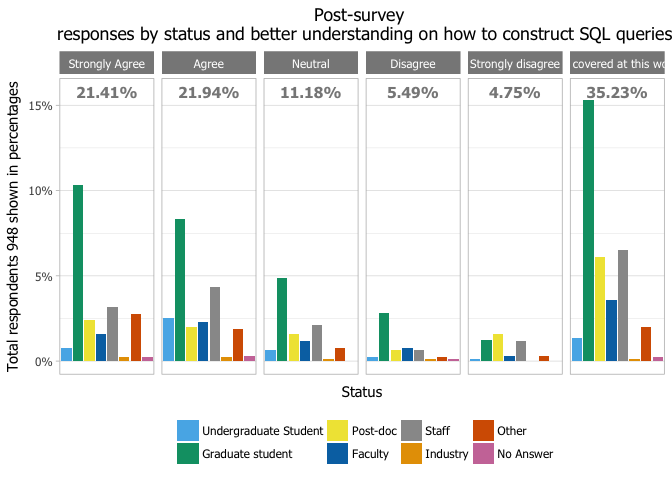 Post-survey
responses by status and better understanding on how to construct SQL queries
Strongly Agree
Agree
Neutral
Disagree
Strongly disagree
covered at this
21.41%
21.94%
11.18%
5.49%
4.75%
35.23%
Total respondents 948 shown in percentages
15%
10%
5%
0%
Status
Undergraduate Student
Post-doc
Staff
Other
Graduate student
Faculty
Industry
No Answer